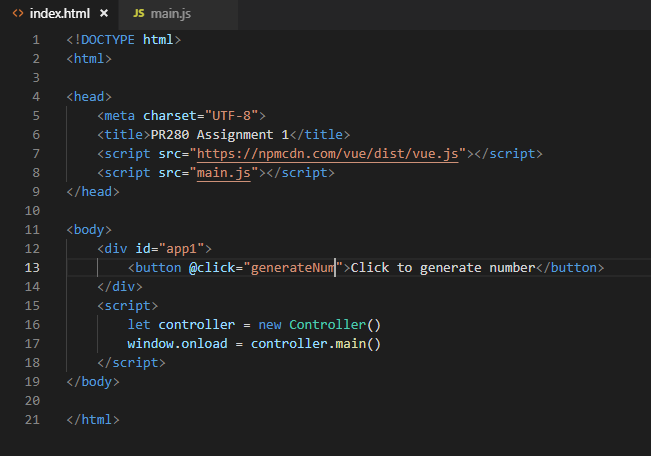 index.html × main.js
1 <!DOCTYPE html>
2 <html>
3
4 <head>
5 <meta charset="UTF-8">
6 <title>PR280 Assignment 1</title>
7 <script src="https://npmcdn.com/vue/dist/vue.js"></script>
8 <script src="main.js"></script>
9 </head>
10
11 <body>
12 <div id="app1">
13 <button @click="generateNum">Click to generate number</button>
14 </div>
15 <script>
16 let controller = new Controller()
17 window.onload = controller.main()
18 </script>
19 </body>
20
21 </html>